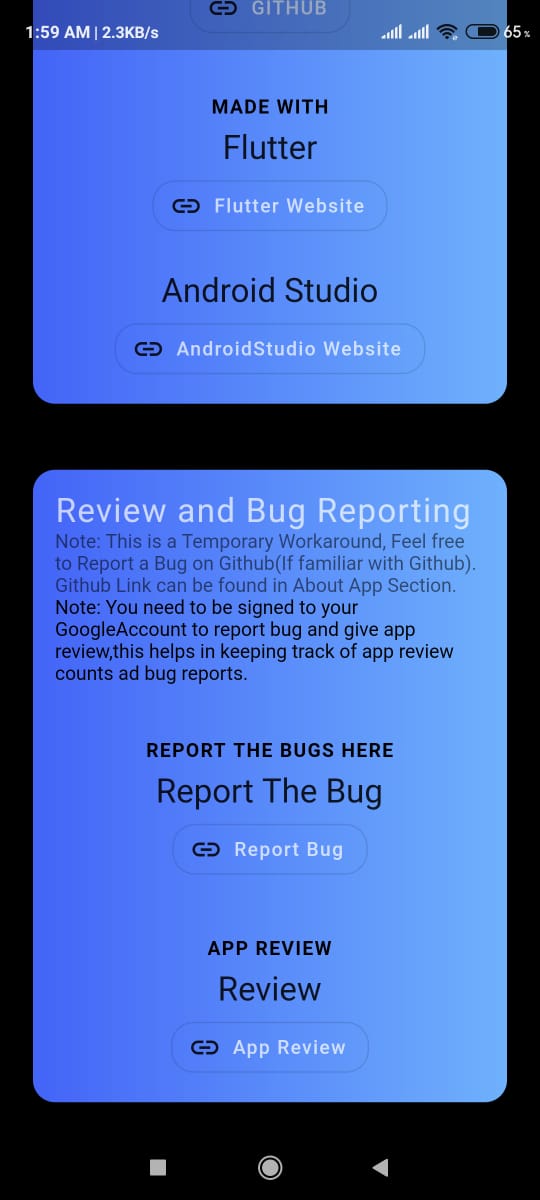 GITHUB
1:59 AM | 2.3KB/s
65 %
MADE WITH
Flutter
Flutter Website
Android Studio
AndroidStudio Website
Review and Bug Reporting
Note: This is a Temporary Workaround, Feel free
to Report a Bug on Github(If familiar with Github).
Github Link can be found in About App Section.
Note: You need to be signed to your
GoogleAccount to report bug and give app
review,this helps in keeping track of app review
counts ad bug reports.
REPORT THE BUGS HERE
Report The Bug
Report Bug
APP REVIEW
Review
App Review